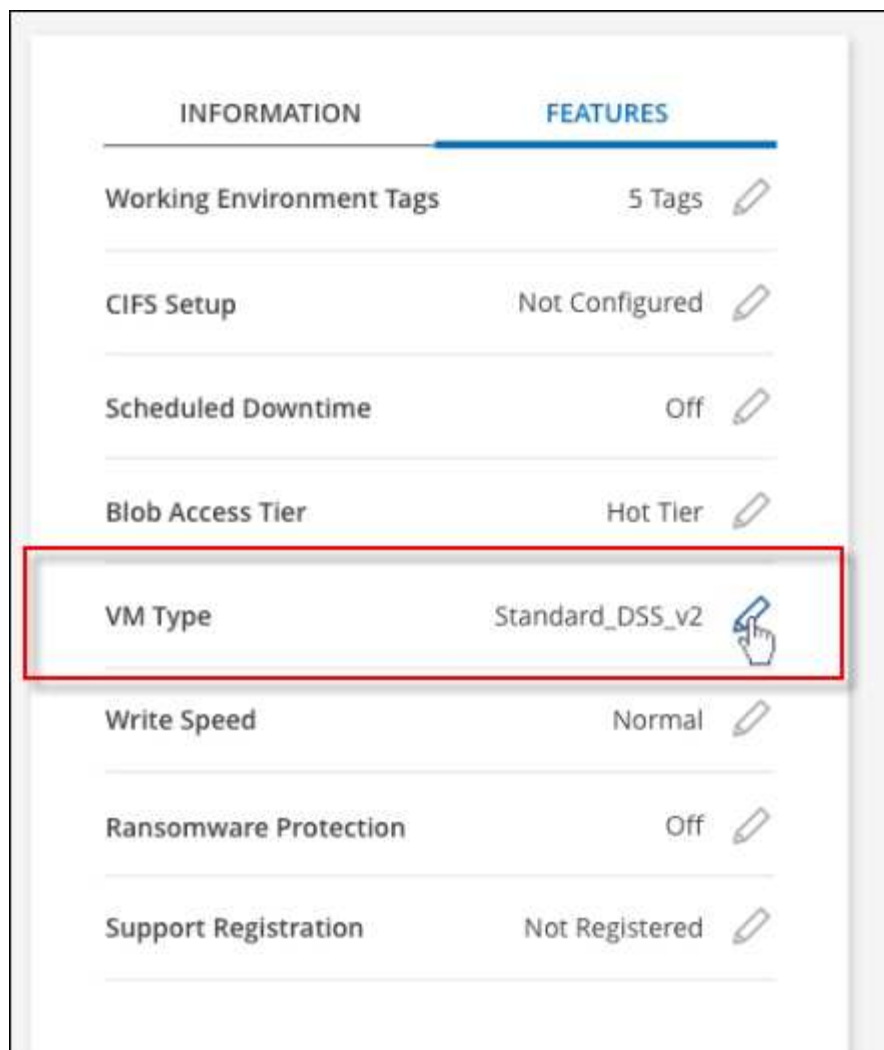 INFORMATION FEATURES
Working Environment Tags 5 Tags
CIFS Setup Not Configured
Scheduled Downtime Off
Blob Access Tier Hot Tier
VM Type Standard_DSS_v2
Write Speed Normal
Ransomware Protection Off
Support Registration Not Registered